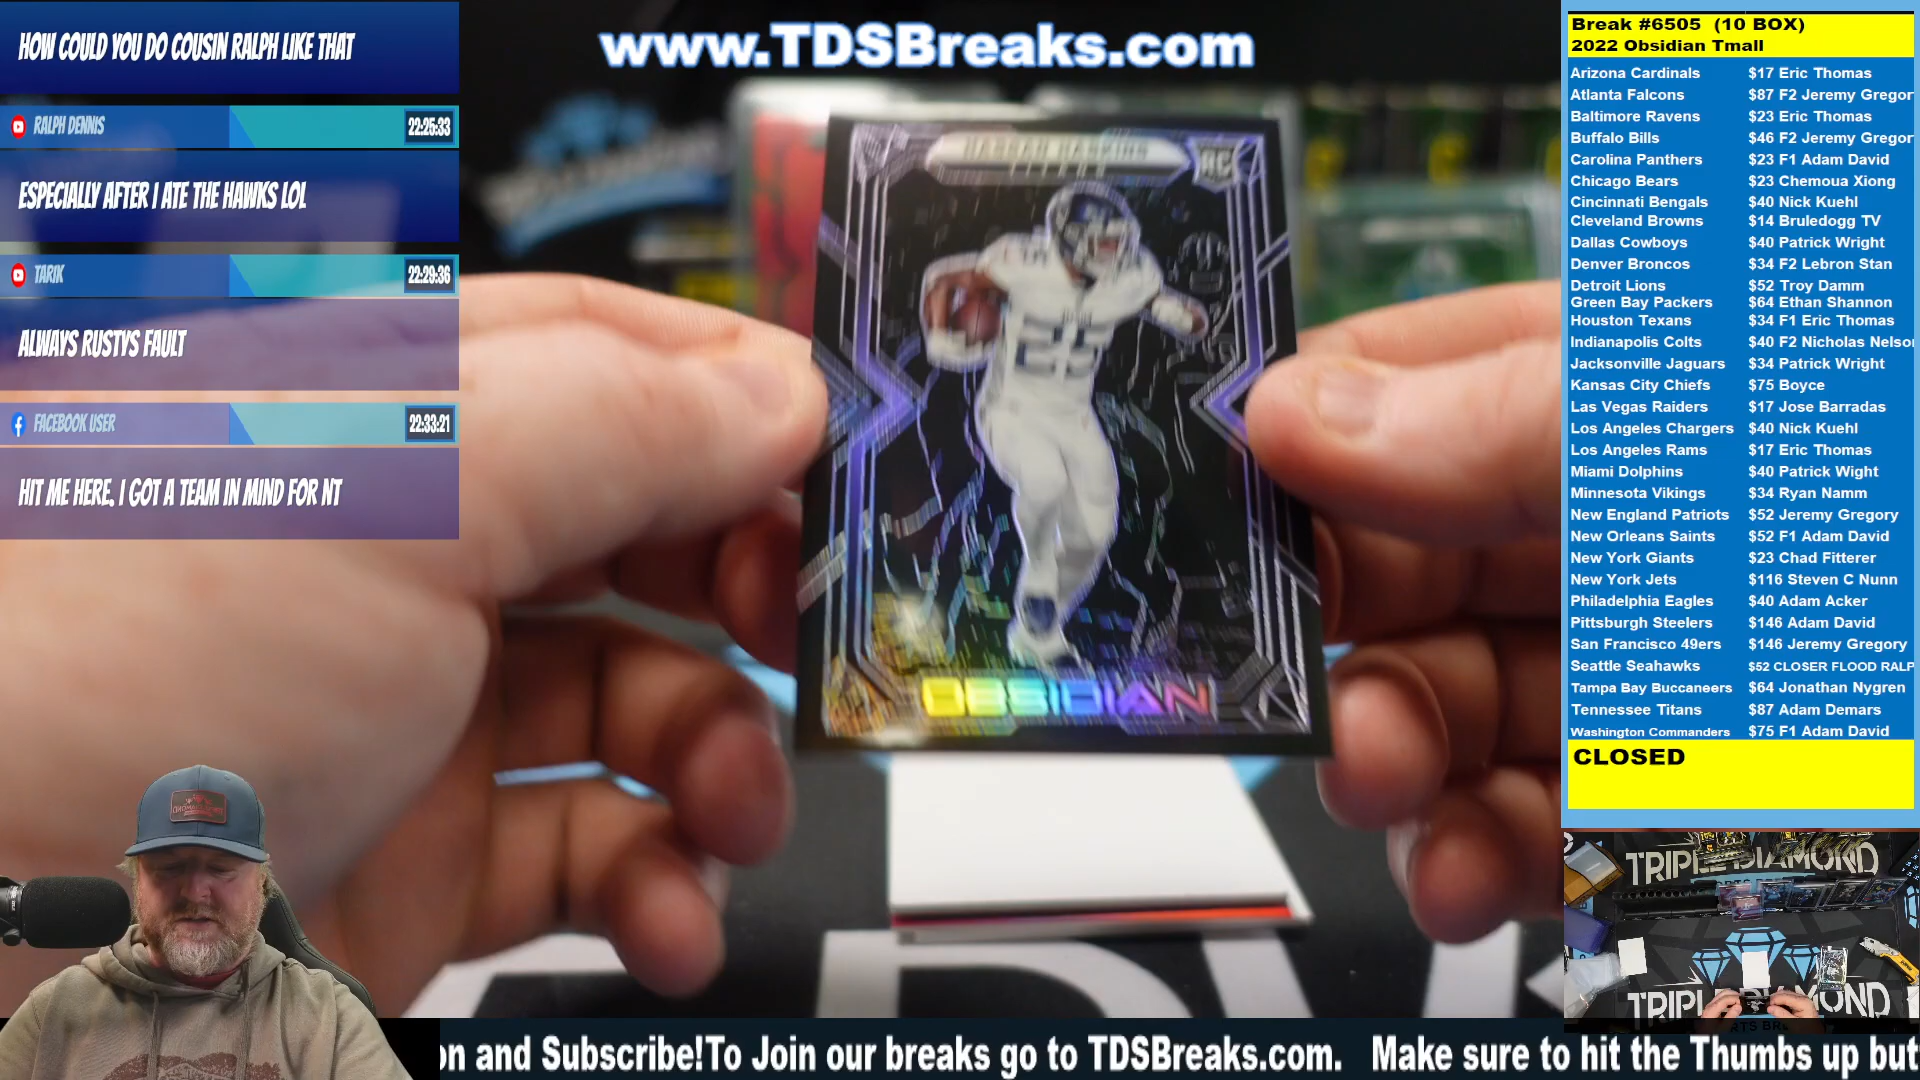 HOW COULD YOU DO COUSIN RALPH LIKE THAT
RALPH DENNIS 22:25:33
ESPECIALLY AFTER I ATE THE HAWKS LOL
TARIK 22:29:36
ALWAYS RUSTYS FAULT
FACEBOOK USER 22:33:21
HIT ME HERE. I GOT A TEAM IN MIND FOR NT
www.TDSBreaks.com
RC
25
OBSIDIAN
Break #6505 (10 BOX)
2022 Obsidian Tmall
Arizona Cardinals $17 Eric Thomas
Atlanta Falcons $87 F2 Jeremy Gregor
Baltimore Ravens $23 Eric Thomas
Buffalo Bills $46 F2 Jeremy Gregor
Carolina Panthers $23 F1 Adam David
Chicago Bears $23 Chemoua Xiong
Cincinnati Bengals $40 Nick Kuehl
Cleveland Browns $14 Bruledogg TV
Dallas Cowboys $40 Patrick Wright
Denver Broncos $34 F2 Lebron Stan
Detroit Lions $52 Troy Damm
Green Bay Packers $64 Ethan Shannon
Houston Texans $34 F1 Eric Thomas
Indianapolis Colts $40 F2 Nicholas Nelson
Jacksonville Jaguars $34 Patrick Wright
Kansas City Chiefs $75 Boyce
Las Vegas Raiders $17 Jose Barradas
Los Angeles Chargers $40 Nick Kuehl
Los Angeles Rams $17 Eric Thomas
Miami Dolphins $40 Patrick Wight
Minnesota Vikings $34 Ryan Namm
New England Patriots $52 Jeremy Gregory
New Orleans Saints $52 F1 Adam David
New York Giants $23 Chad Fitterer
New York Jets $116 Steven C Nunn
Philadelphia Eagles $40 Adam Acker
Pittsburgh Steelers $146 Adam David
San Francisco 49ers $146 Jeremy Gregory
Seattle Seahawks $52 CLOSER FLOOD RALP
Tampa Bay Buccaneers $64 Jonathan Nygren
Tennessee Titans $87 Adam Demars
Washington Commanders $75 F1 Adam David
CLOSED
TRIPLE DIAMOND
TRIPLE DIAMOND
on and Subscribe!To Join our breaks go to TDSBreaks.com. Make sure to hit the Thumbs up but